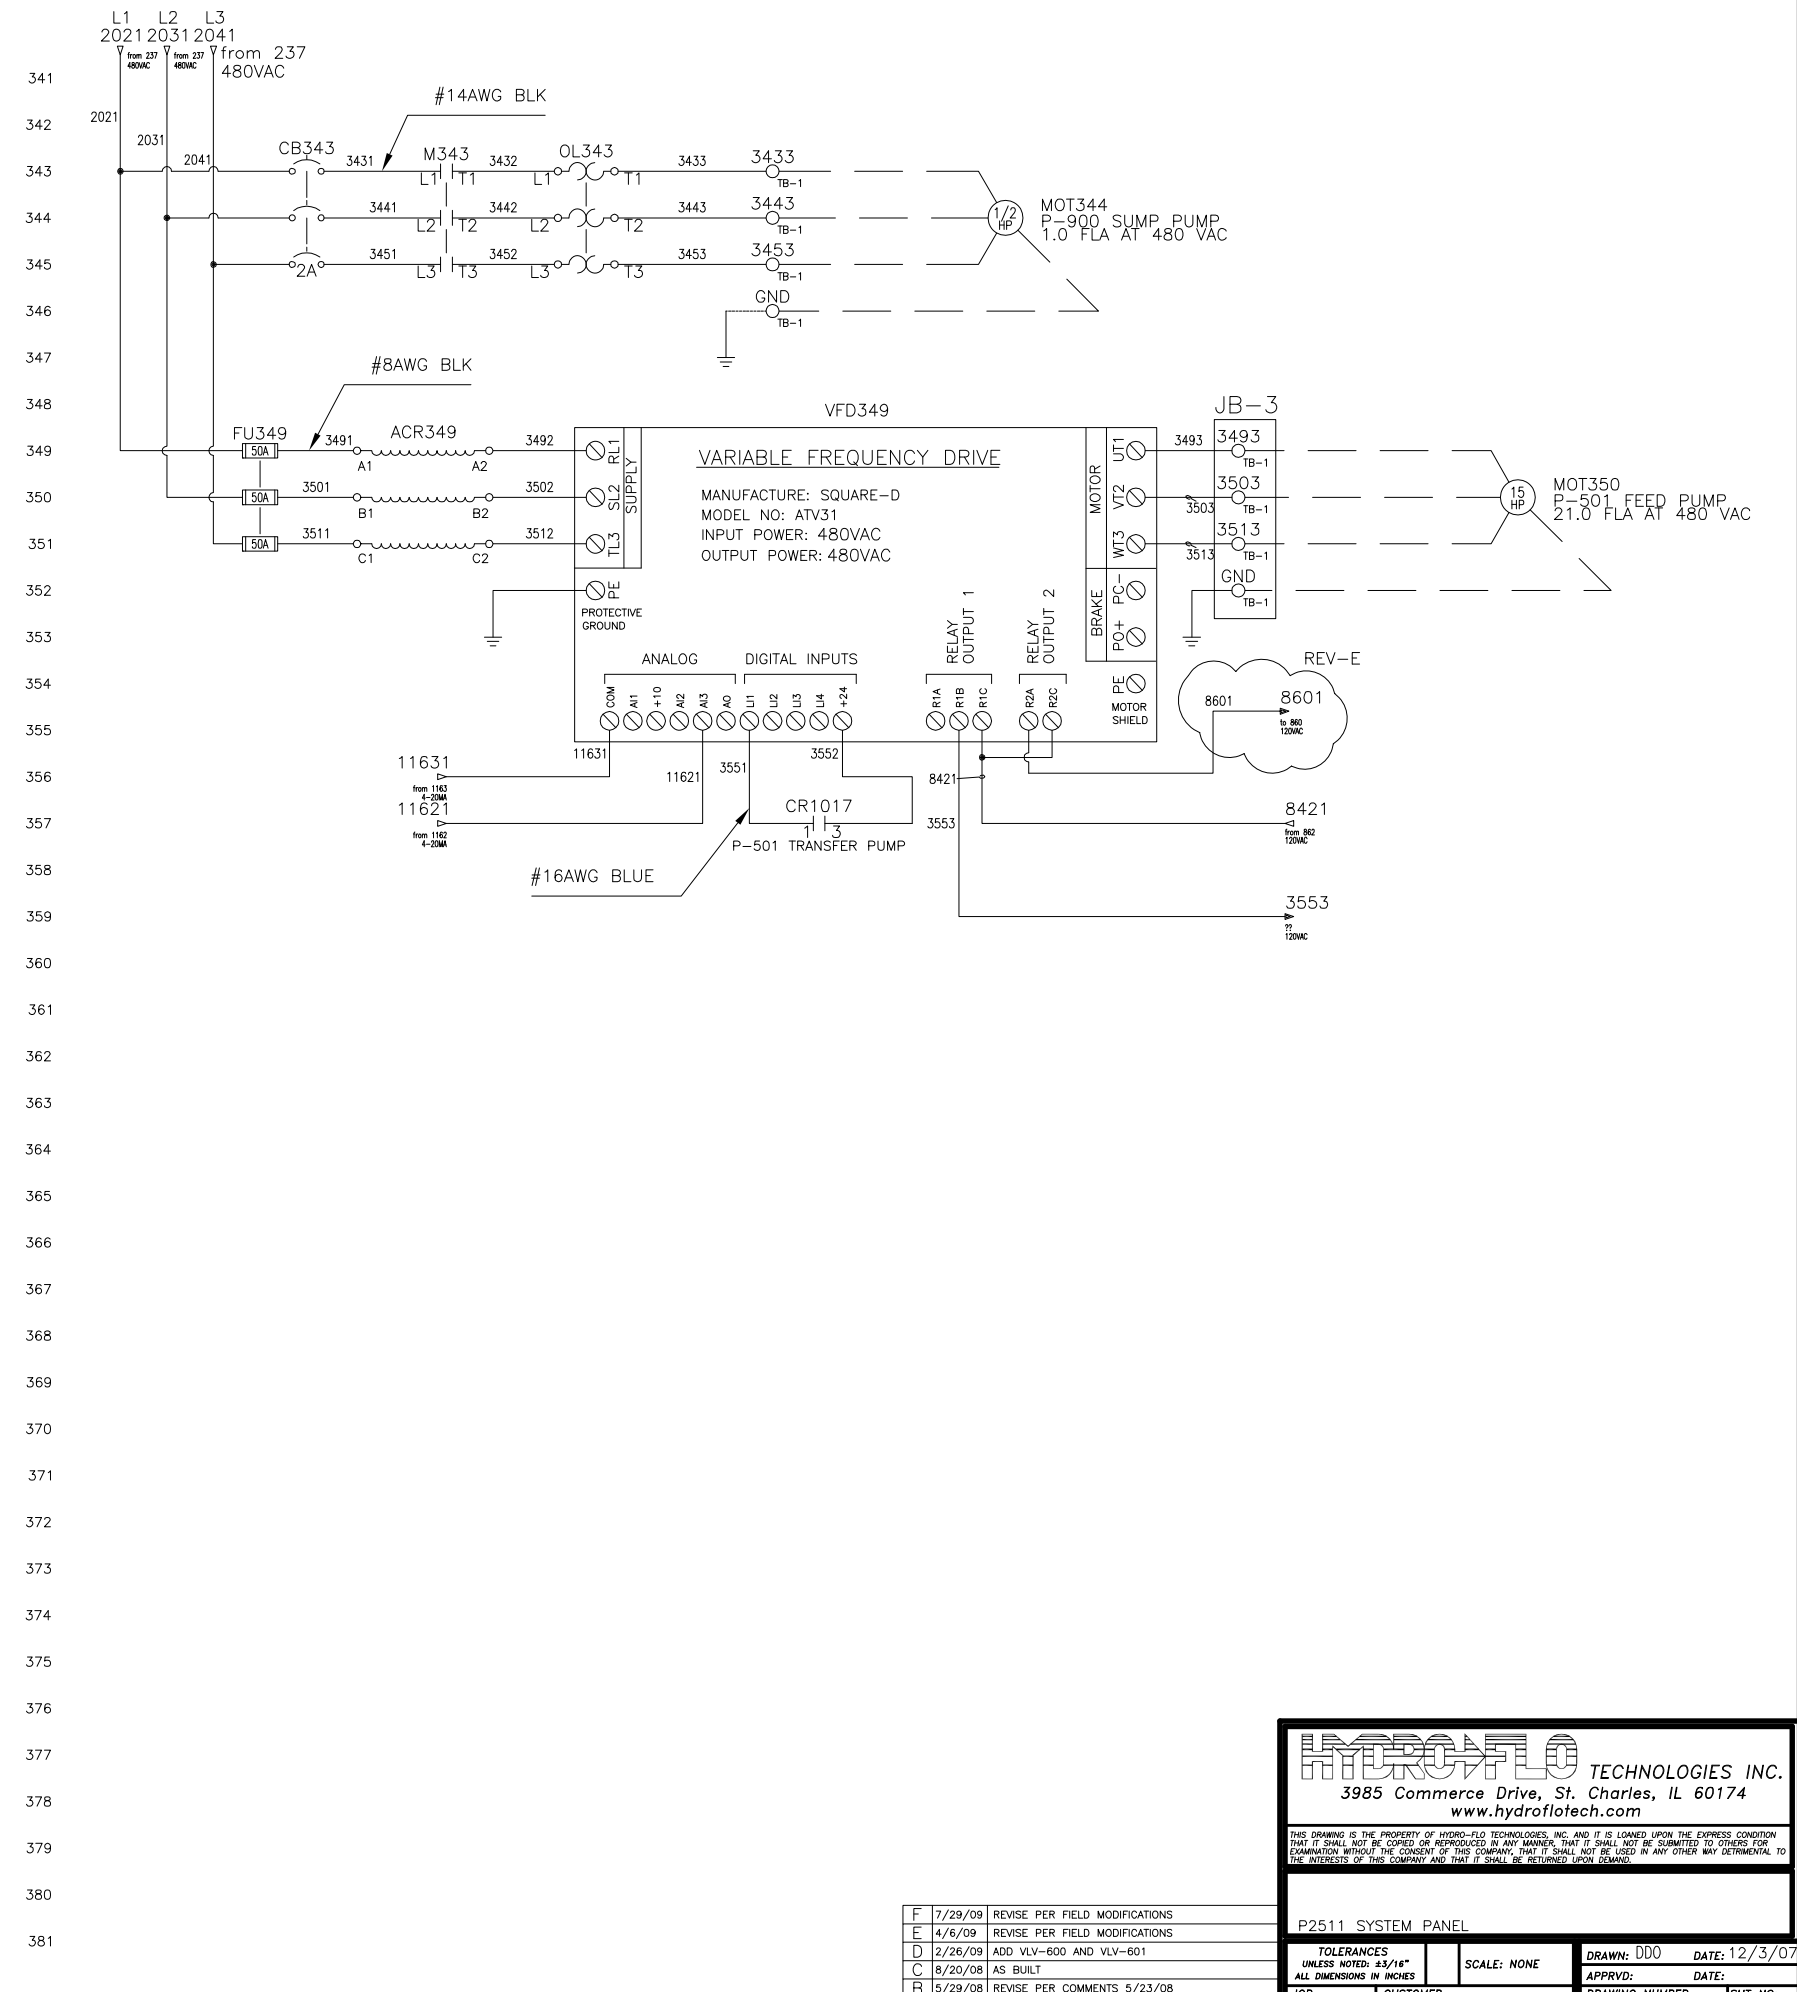 L1 L2 L3
2021 2031 2041
from 237
480VAC
from 237
480VAC
from 237
480VAC
341
#14AWG BLK
2021
342
2031
2041
CB343
3431
M343
3432
OL343
3433
3433
343
L1 T1
L1 T1
TB-1
MOT344
P-900 SUMP PUMP
1.0 FLA AT 480 VAC
1/2
HP
344
3441
3442
3443
3443
L2 T2
L2 T2
TB-1
345
3451
3452
3453
3453
2A
L3 T3
L3 T3
TB-1
GND
346
TB-1
347
#8AWG BLK
348
VFD349
JB-3
FU349
ACR349
349
50A
3491
A1
A2
3492
RL1
VARIABLE FREQUENCY DRIVE
UT1
3493
3493
TB-1
350
50A
3501
B1
B2
3502
SL2
SUPPLY
MANUFACTURE: SQUARE-D
MODEL NO: ATV31
INPUT POWER: 480VAC
OUTPUT POWER: 480VAC
MOTOR
VT2
3503
3503
TB-1
15
HP
MOT350
P-501 FEED PUMP
21.0 FLA AT 480 VAC
351
50A
3511
C1
C2
3512
TL3
WT3
3513
3513
TB-1
352
PE
PROTECTIVE
GROUND
BRAKE
PC-
GND
TB-1
353
PO+
ANALOG
DIGITAL INPUTS
RELAY
OUTPUT 1
RELAY
OUTPUT 2
REV-E
354
PE
MOTOR
SHIELD
COM AI1 +10 AI2 AI3 AO LI1 LI2 LI3 LI4 +24
R1A R1B R1C R2A R2C
8601
8601
to 860
120VAC
355
11631
11631
from 1163
4-20MA
356
11621
3551
3552
8421
11621
from 1162
4-20MA
357
CR1017
1 3
P-501 TRANSFER PUMP
3553
8421
from 862
120VAC
358
#16AWG BLUE
359
3553
??
120VAC
360
361
362
363
364
365
366
367
368
369
370
371
372
373
374
375
376
377
378
379
380
381
HYDRO-FLO TECHNOLOGIES INC.
3985 Commerce Drive, St. Charles, IL 60174
www.hydroflotech.com
THIS DRAWING IS THE PROPERTY OF HYDRO-FLO TECHNOLOGIES, INC. AND IT IS LOANED UPON THE EXPRESS CONDITION
THAT IT SHALL NOT BE COPIED OR REPRODUCED IN ANY MANNER, THAT IT SHALL NOT BE SUBMITTED TO OTHERS FOR
EXAMINATION WITHOUT THE CONSENT OF THIS COMPANY, THAT IT SHALL NOT BE USED IN ANY OTHER WAY DETRIMENTAL TO
THE INTERESTS OF THIS COMPANY AND THAT IT SHALL BE RETURNED UPON DEMAND.
P2511 SYSTEM PANEL
F 7/29/09 REVISE PER FIELD MODIFICATIONS
E 4/6/09 REVISE PER FIELD MODIFICATIONS
D 2/26/09 ADD VLV-600 AND VLV-601
C 8/20/08 AS BUILT
B 5/29/08 REVISE PER COMMENTS 5/23/08
TOLERANCES
UNLESS NOTED: ±3/16"
ALL DIMENSIONS IN INCHES
SCALE: NONE
DRAWN: DDO DATE: 12/3/07
APPRVD: DATE: